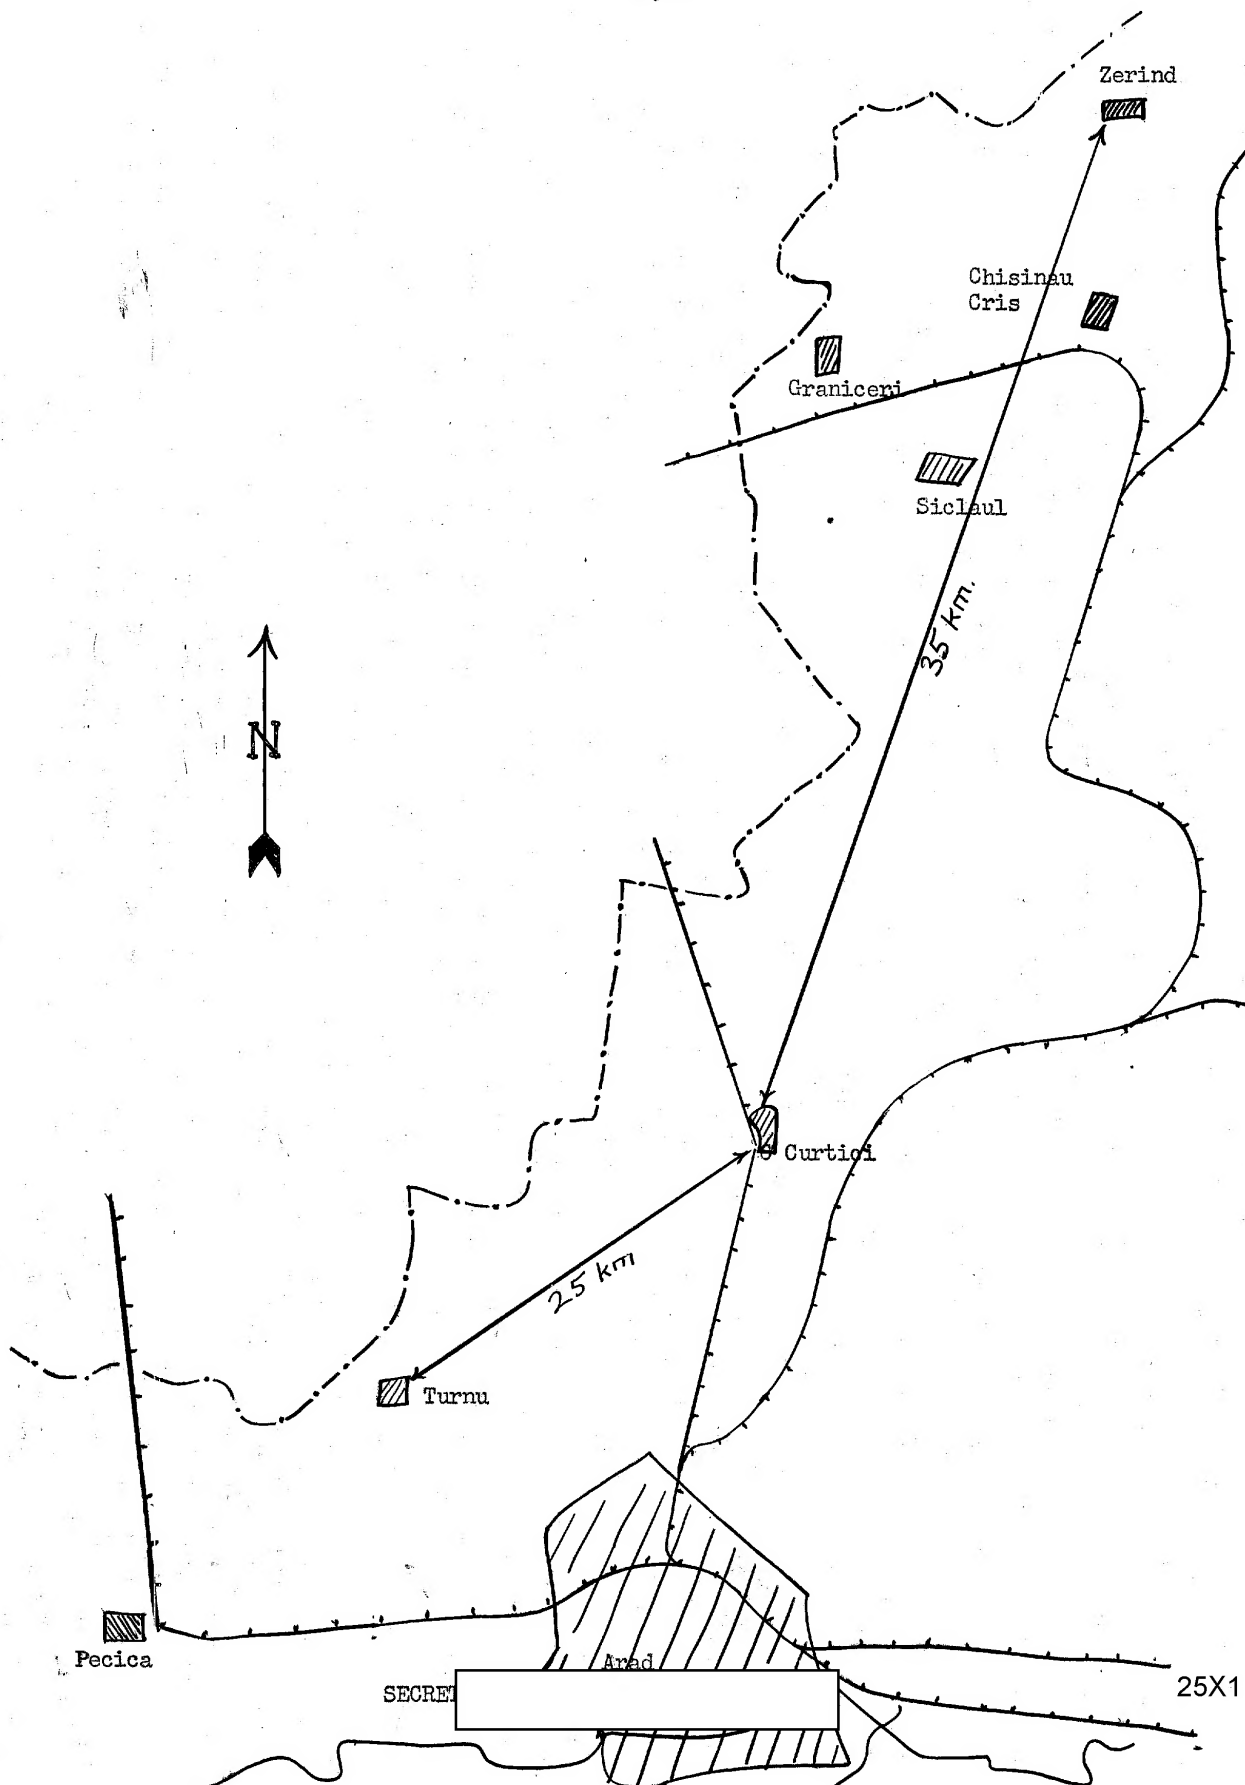 Zerind
Chisinau
Cris
Graniceri
Siclaul
35 km.
N
Curtici
25 km
Turnu
Pecica
Arad
SECRET
25X1